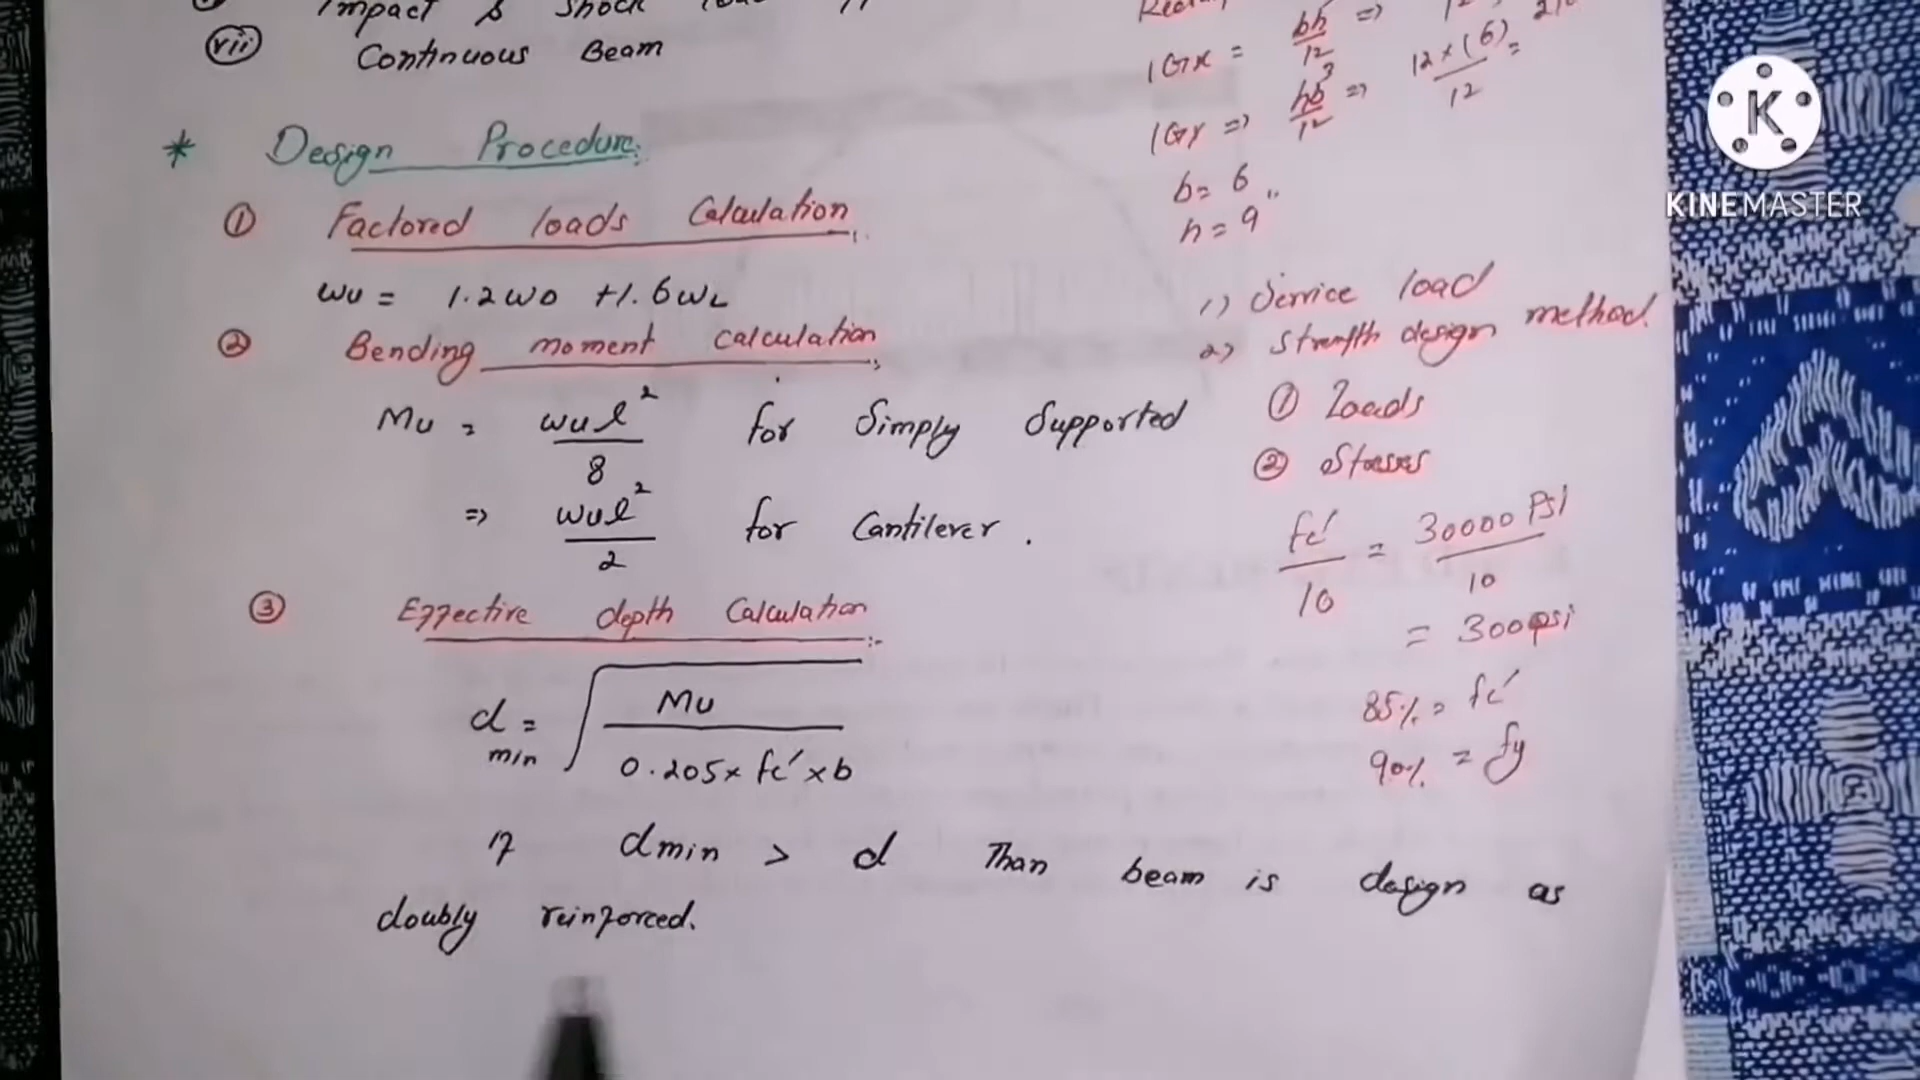 Impact & Shock
vii Continuous Beam
* Design Procedure:
① Factored loads Calculation
wu = 1.2wD + 1.6wL
② Bending moment calculation
Mu = wul²/8 for Simply Supported
=> wul²/2 for Cantilever.
③ Effective depth Calculation :-
d min = √ Mu / 0.205 x fc' x b
If dmin > d Than beam is design as
doubly reinforced.
IGx = bh³/12 =>
IGy => hb³/12 => 12 x (6)³/12 =
b = 6"
h = 9
1) Service load
2) Strength design method.
① Loads
② Stresses
fc'/10 = 30000 PSI/10
= 300psi
85% = fc'
90% = fy
K
KINEMASTER